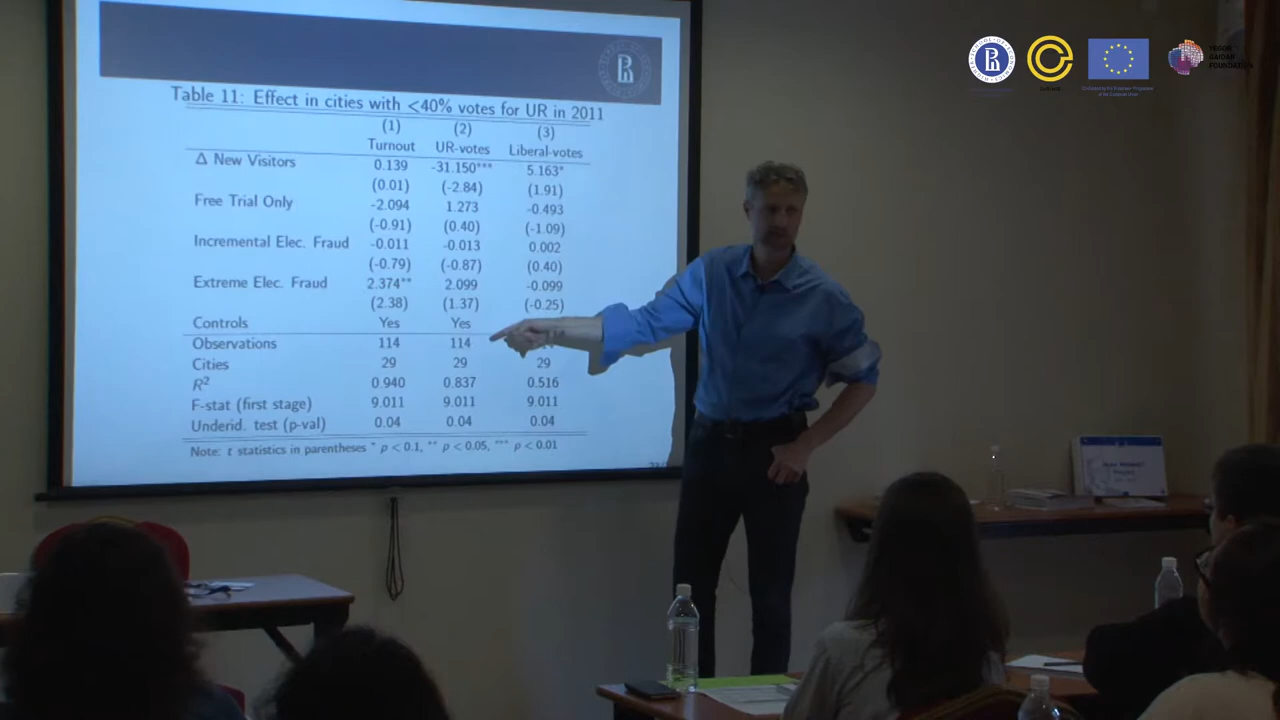 Table 11: Effect in cities with <40% votes for UR in 2011
(1) (2) (3)
Turnout UR-votes Liberal-votes
Δ New Visitors 0.139 -31.150*** 5.163*
(0.01) (-2.84) (1.91)
Free Trial Only -2.094 1.273 -0.493
(-0.91) (0.40) (-1.09)
Incremental Elec. Fraud -0.011 -0.013 0.002
(-0.79) (-0.87) (0.40)
Extreme Elec. Fraud 2.374** 2.099 -0.099
(2.38) (1.37) (-0.25)
Controls Yes Yes
Observations 114 114
Cities 29 29 29
R² 0.940 0.837 0.516
F-stat (first stage) 9.011 9.011 9.011
Underid. test (p-val) 0.04 0.04 0.04
Note: t statistics in parentheses * p<0.1, ** p<0.05, *** p<0.01
YEGOR
GAIDAR
FOUNDATION